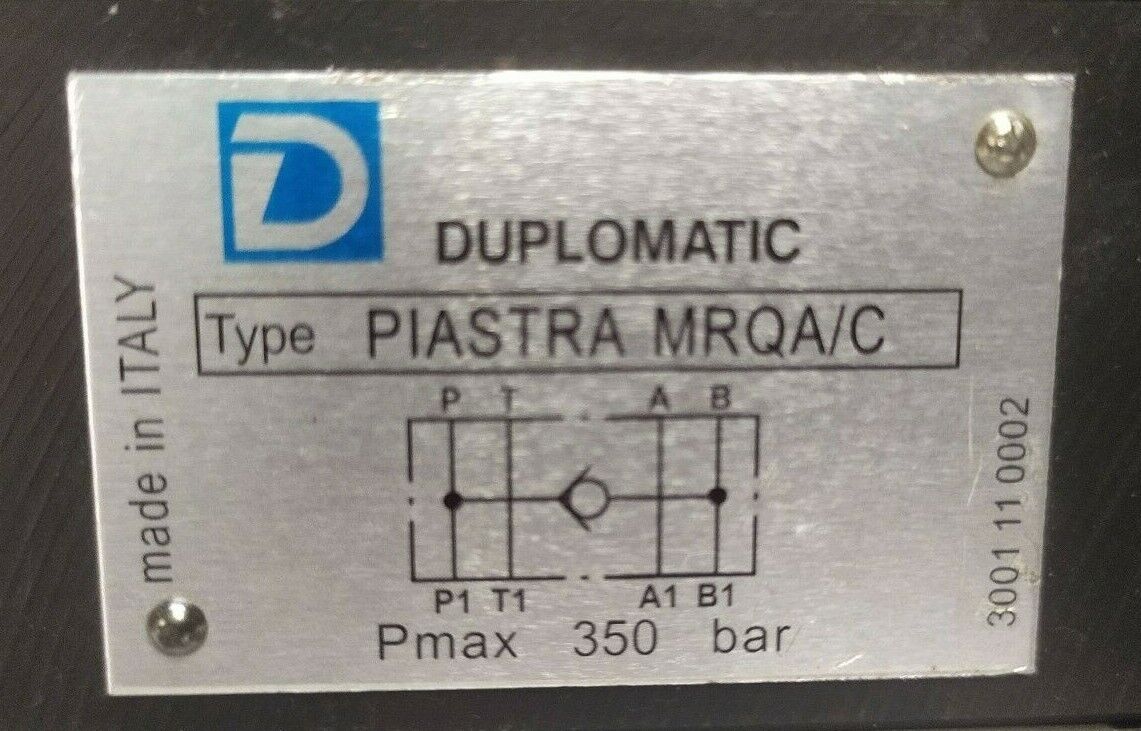 D
DUPLOMATIC
Type PIASTRA MRQA/C
P T A B
P1 T1 A1 B1
Pmax 350 bar
made in ITALY
3001 11 0002